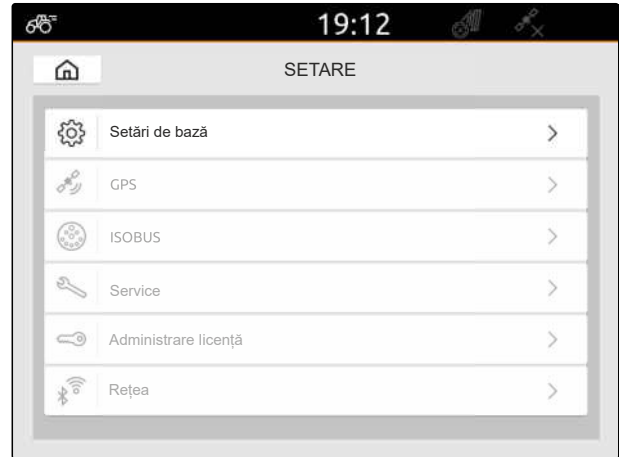 19:12
SETARE
Setări de bază
GPS
ISOBUS
Service
Administrare licență
Rețea